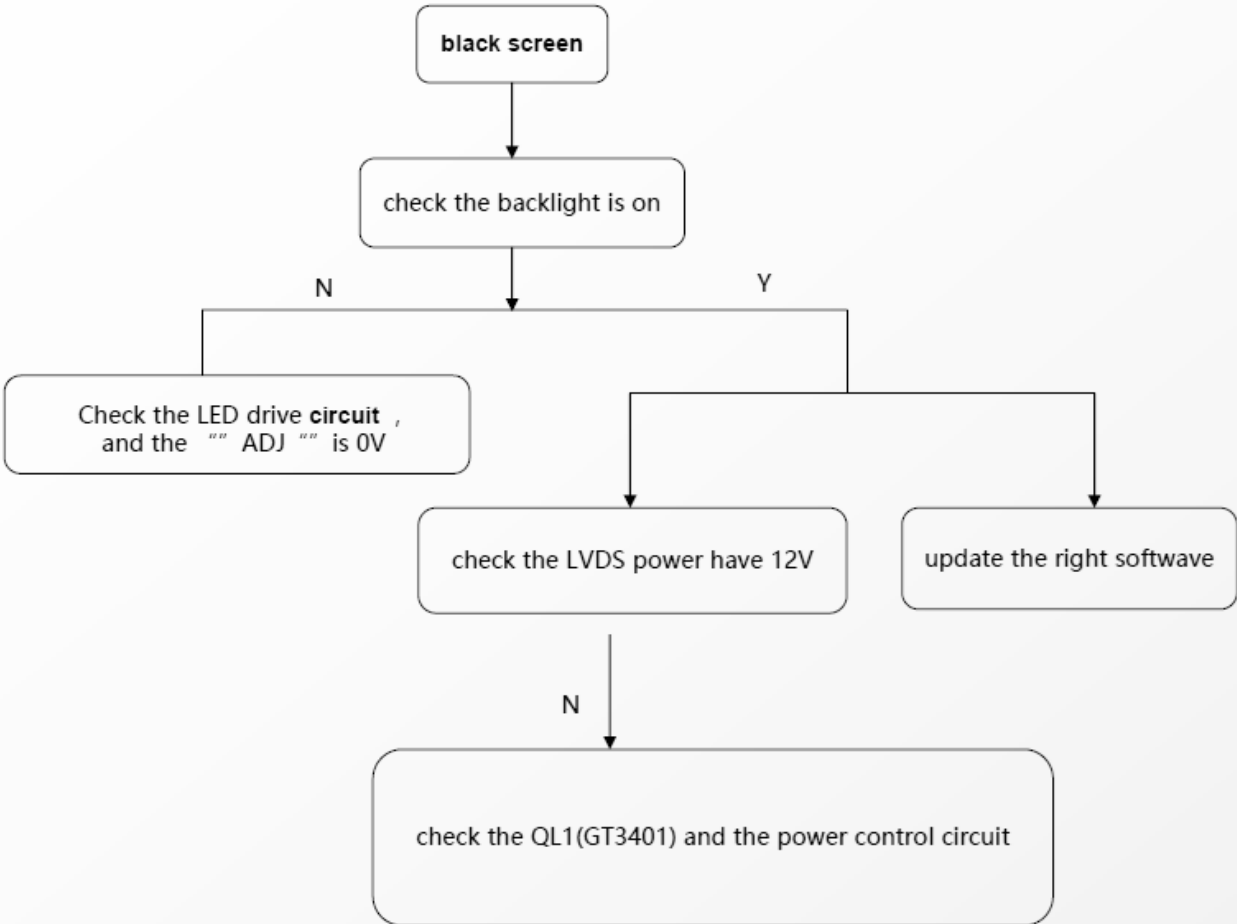 black screen
check the backlight is on
N
Y
Check the LED drive circuit ,
and the "" ADJ "" is 0V
check the LVDS power have 12V
update the right softwave
N
check the QL1(GT3401) and the power control circuit